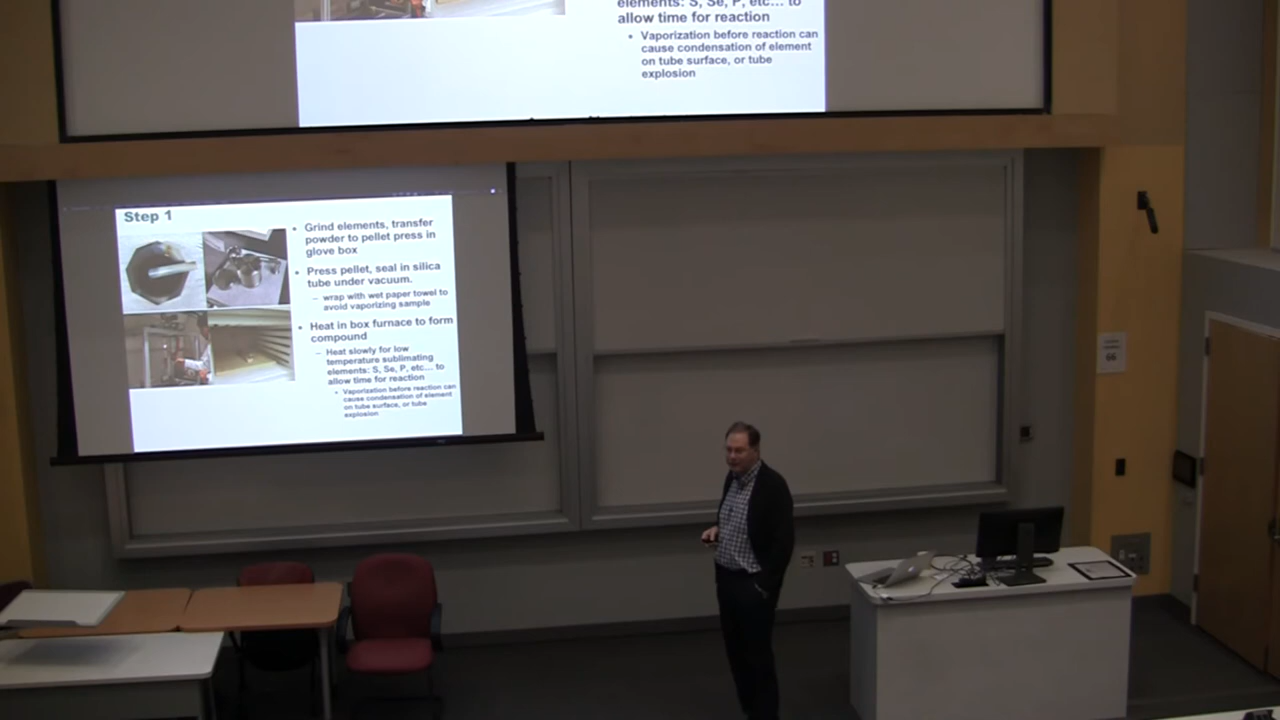 elements: S, Se, P, etc... to
allow time for reaction
• Vaporization before reaction can
cause condensation of element
on tube surface, or tube
explosion
Step 1
• Grind elements, transfer
powder to pellet press in
glove box
• Press pellet, seal in silica
tube under vacuum.
– wrap with wet paper towel to
avoid vaporizing sample
• Heat in box furnace to form
compound
– Heat slowly for low
temperature sublimating
elements: S, Se, P, etc... to
allow time for reaction
• Vaporization before reaction can
cause condensation of element
on tube surface, or tube
explosion
66